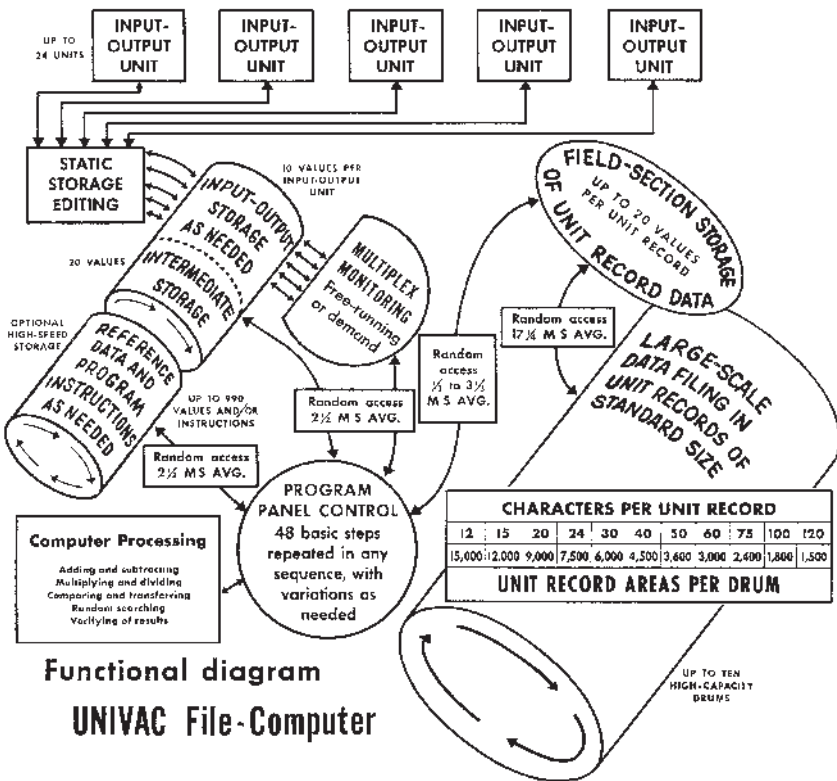 UP TO
24 UNITS
INPUT-
OUTPUT
UNIT
INPUT-
OUTPUT
UNIT
INPUT-
OUTPUT
UNIT
INPUT-
OUTPUT
UNIT
INPUT-
OUTPUT
UNIT
STATIC
STORAGE
EDITING
10 VALUES PER
INPUT-OUTPUT
UNIT
INPUT-OUTPUT
STORAGE
AS NEEDED
20 VALUES
INTERMEDIATE
STORAGE
MULTIPLEX
MONITORING
Free-running
or demand
FIELD-SECTION STORAGE
UP TO 20 VALUES
PER UNIT RECORD
OF UNIT RECORD DATA
OPTIONAL
HIGH-SPEED
STORAGE
REFERENCE
DATA AND
PROGRAM
INSTRUCTIONS
AS NEEDED
UP TO 990
VALUES AND/OR
INSTRUCTIONS
Random access
2½ M S AVG.
Random access
2½ M S AVG.
Random
access
to 3½
M S AVG.
Random access
17½ M S AVG.
LARGE-SCALE
DATA FILING IN
UNIT RECORDS OF
STANDARD SIZE
PROGRAM
PANEL CONTROL
48 basic steps
repeated in any
sequence, with
variations as
needed
Computer Processing
Adding and subtracting
Multiplying and dividing
Comparing and transferring
Random searching
Verifying of results
CHARACTERS PER UNIT RECORD
12 15 20 24 30 40 50 60 75 100 120
15,000 12,000 9,000 7,500 6,000 4,500 3,600 3,000 2,400 1,800 1,500
UNIT RECORD AREAS PER DRUM
UP TO TEN
HIGH-CAPACITY
DRUMS
Functional diagram
UNIVAC File-Computer